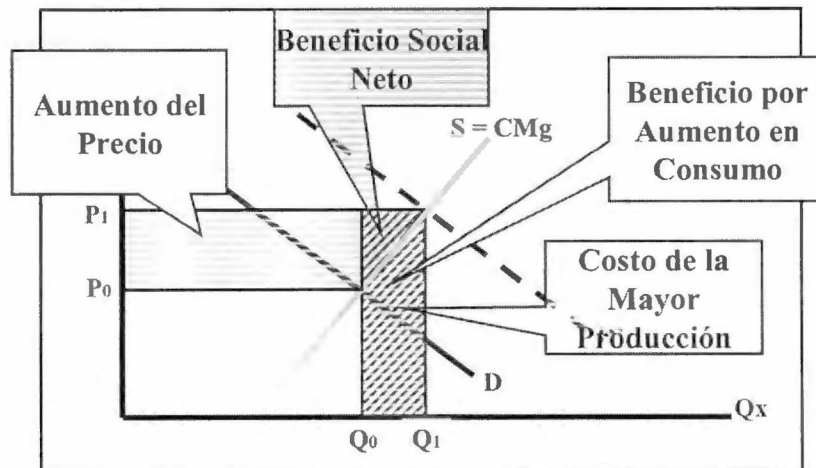 Beneficio Social
Neto
Aumento del
Precio
S = CMg
Beneficio por
Aumento en
Consumo
P₁
P₀
Costo de la
Mayor
Producción
D
Qx
Q₀ Q₁